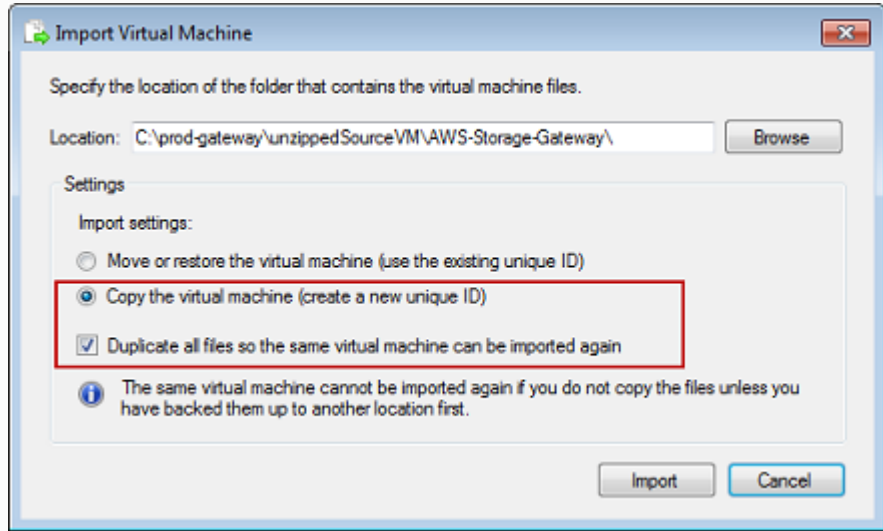 Import Virtual Machine
Specify the location of the folder that contains the virtual machine files.
Location: C:\prod-gateway\unzippedSourceVM\AWS-Storage-Gateway\ Browse
Settings
Import settings:
Move or restore the virtual machine (use the existing unique ID)
Copy the virtual machine (create a new unique ID)
Duplicate all files so the same virtual machine can be imported again
The same virtual machine cannot be imported again if you do not copy the files unless you
have backed them up to another location first.
Import Cancel